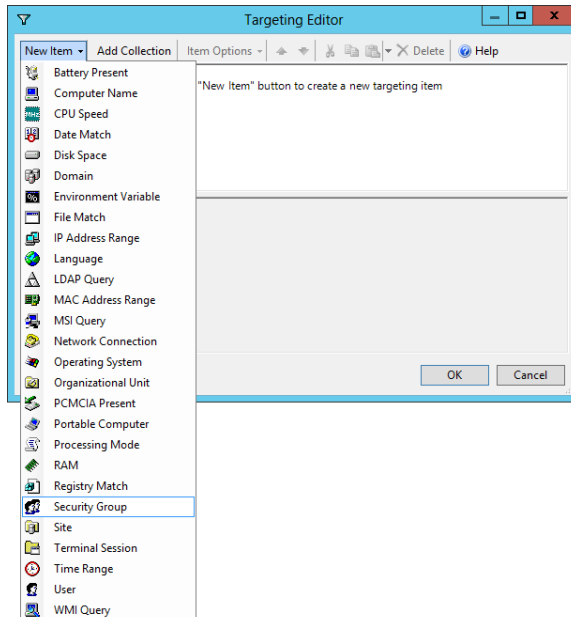 Targeting Editor
New Item Add Collection Item Options Delete Help
Battery Present
"New Item" button to create a new targeting item
Computer Name
CPU Speed
Date Match
Disk Space
Domain
Environment Variable
File Match
IP Address Range
Language
LDAP Query
MAC Address Range
MSI Query
Network Connection
Operating System
OK Cancel
Organizational Unit
PCMCIA Present
Portable Computer
Processing Mode
RAM
Registry Match
Security Group
Site
Terminal Session
Time Range
User
WMI Query